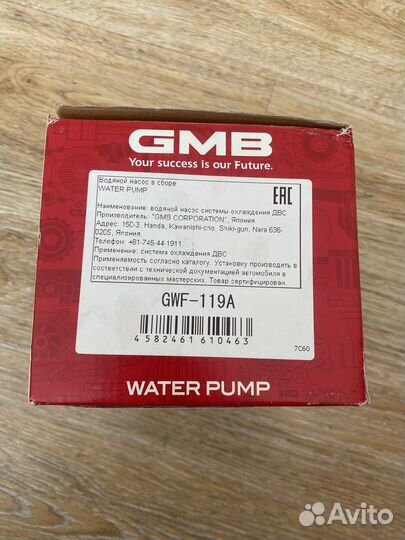 GMB
Your success is our Future.
Водяной насос в сборе
WATER PUMP
EAC
Наименование: водяной насос системы охлаждения ДВС
Производитель: "GMB CORPORATION", Япония
Адрес: 150-3, Handa, Kawanishi-cho, Shiki-gun, Nara 636-
0205, Япония.
Телефон: +81-745-44-1911
Применение: система охлаждения ДВС
Применяемость согласно каталогу. Установку производить в
соответствии с технической документацией автомобиля в
специализированных мастерских. Товар сертифицирован.
GWF-119A
4582461610463
7C60
WATER PUMP
Avito